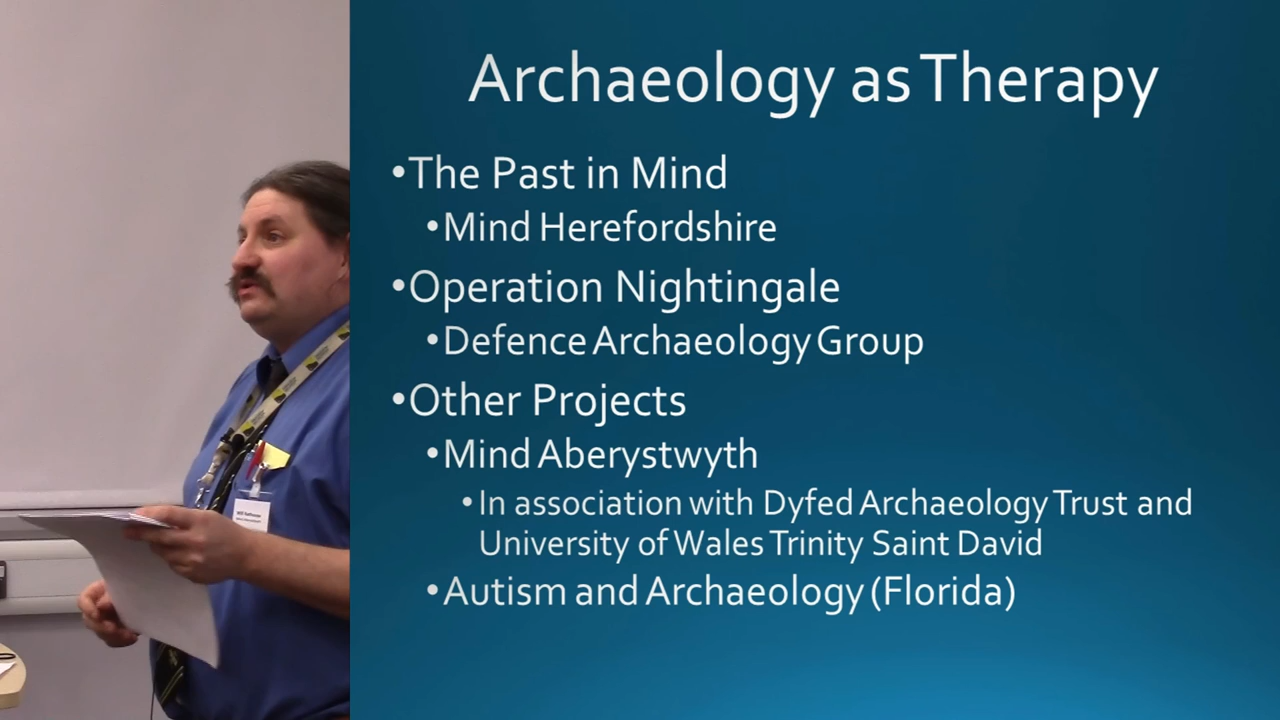 Archaeology as Therapy
•The Past in Mind
•Mind Herefordshire
•Operation Nightingale
•Defence Archaeology Group
•Other Projects
•Mind Aberystwyth
•In association with Dyfed Archaeology Trust and
University of Wales Trinity Saint David
•Autism and Archaeology (Florida)